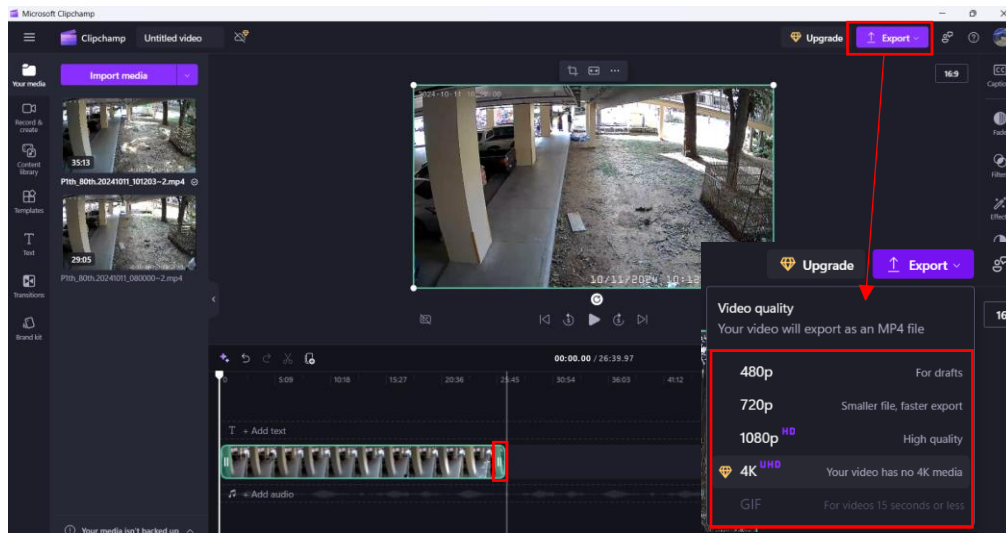 Microsoft Clipchamp
Clipchamp
Untitled video
Upgrade
Export
Your media
Import media
16:9
Record & create
Content library
Templates
Text
Transitions
Brand kit
35:13
P1th_80th.20241011_101203~2.mp4
29:05
P1th_80th.20241011_080000~2.mp4
2024-10-11
10/11/2024 10:12
Upgrade
Export
Video quality
Your video will export as an MP4 file
480p For drafts
720p Smaller file, faster export
1080p HD High quality
4K UHD Your video has no 4K media
GIF For videos 15 seconds or less
00:00.00 / 26:39.97
0 5:09 10:18 15:27 20:36 25:45 30:54 36:03 41:12
T + Add text
+ Add audio
Your media isn't backed up